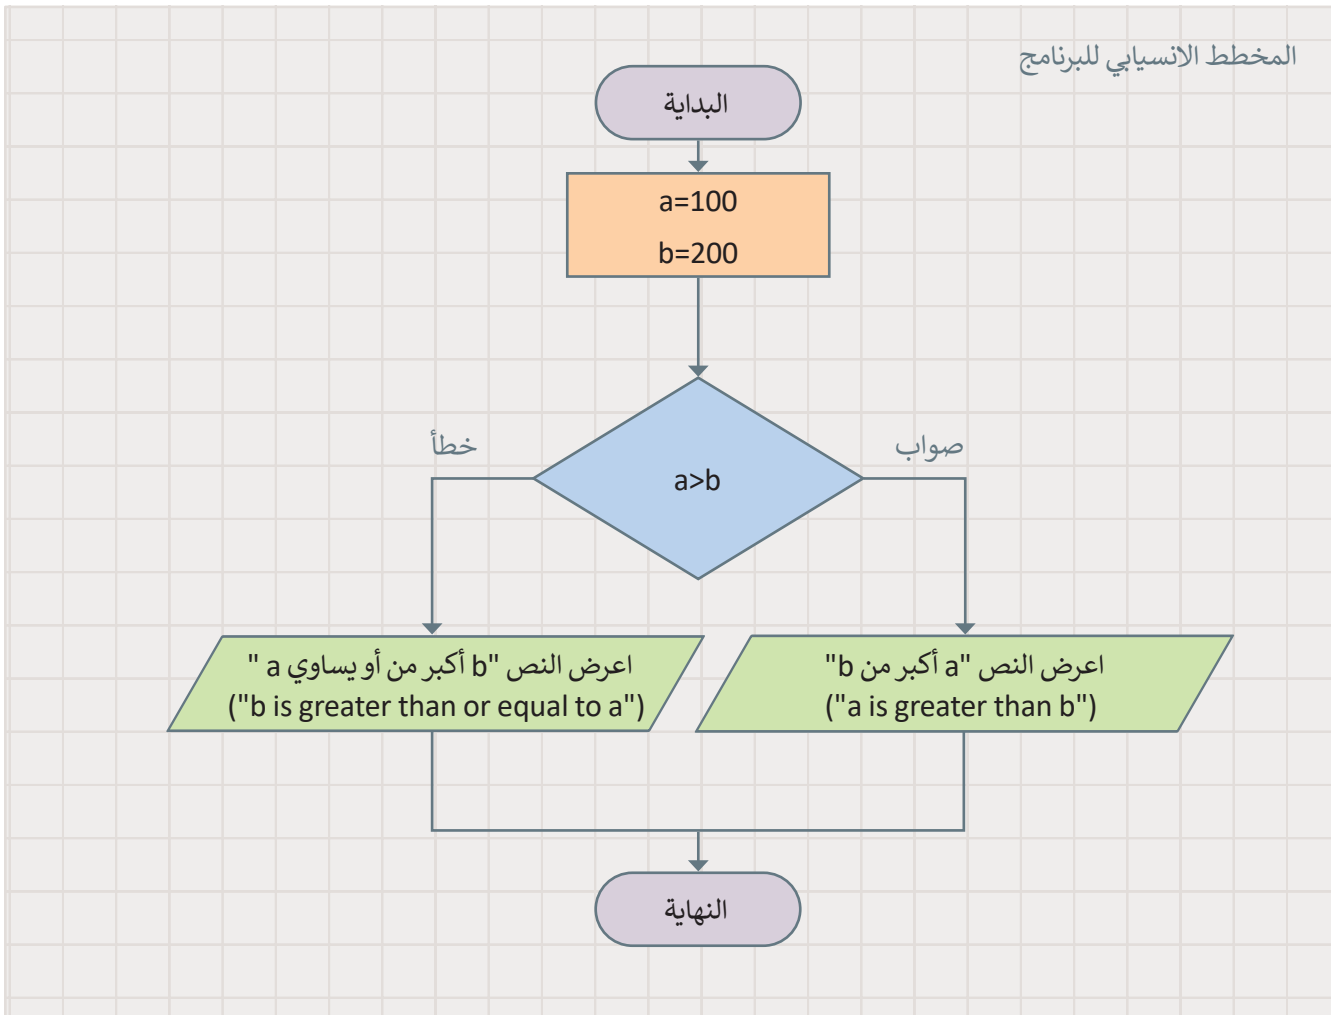 المخطط الانسيابي للبرنامج
البداية
a=100
b=200
a>b
صواب
خطأ
اعرض النص "a أكبر من b"
("a is greater than b")
اعرض النص "b أكبر من أو يساوي a "
("b is greater than or equal to a")
النهاية